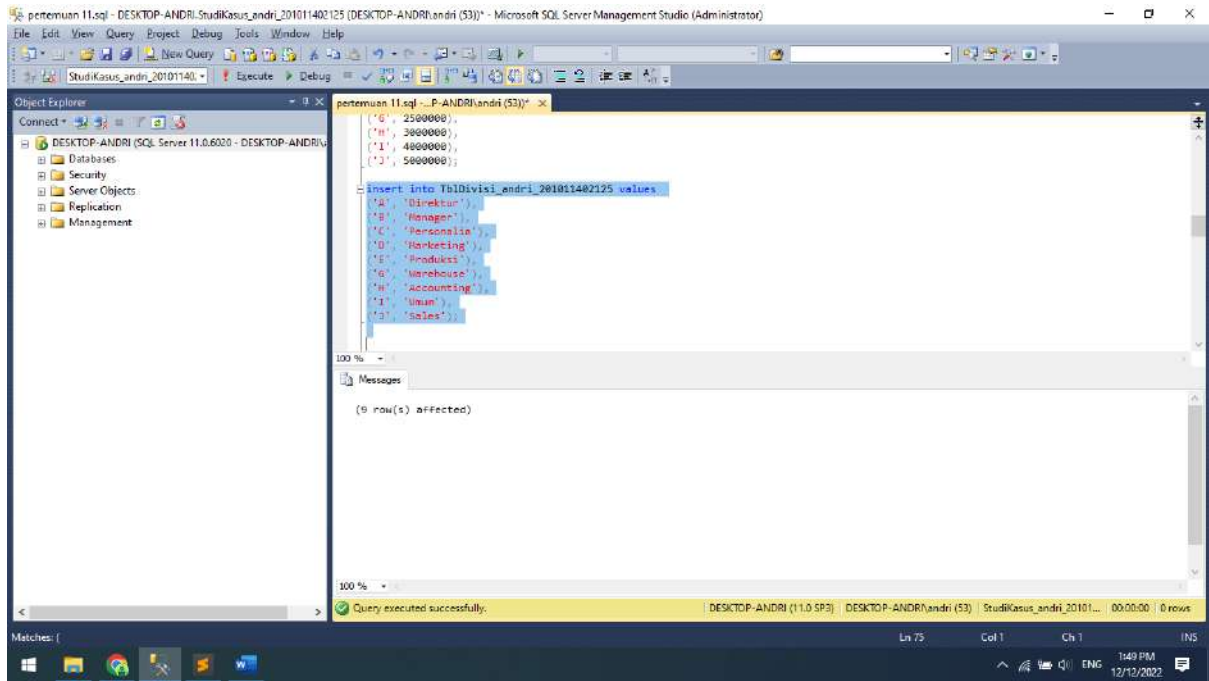 pertemuan 11.sql - DESKTOP-ANDRI.StudiKasus_andri_201011402125 (DESKTOP-ANDRI\andri (53))* - Microsoft SQL Server Management Studio (Administrator)
File Edit View Query Project Debug Tools Window Help
New Query
StudiKasus_andri_20101140. Execute Debug
Object Explorer
Connect
DESKTOP-ANDRI (SQL Server 11.0.6020 - DESKTOP-ANDRI\
Databases
Security
Server Objects
Replication
Management
pertemuan 11.sql -...P-ANDRI\andri (53))*
('G', 2500000),
('H', 3000000),
('I', 4000000),
('J', 5000000);
insert into TblDivisi_andri_201011402125 values
('A', 'Direktur'),
('B', 'Manager'),
('C', 'Personalia'),
('D', 'Marketing'),
('E', 'Produksi'),
('G', 'Warehouse'),
('H', 'Accounting'),
('I', 'Umum'),
('J', 'Sales');
100 %
Messages
(9 row(s) affected)
100 %
Query executed successfully. DESKTOP-ANDRI (11.0 SP3) DESKTOP-ANDRI\andri (53) StudiKasus_andri_20101... 00:00:00 0 rows
Matches: ( Ln 75 Col 1 Ch 1 INS
ENG 1:49 PM
12/12/2022